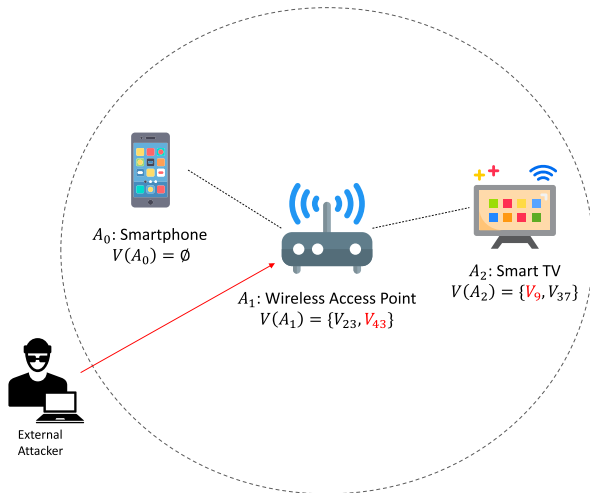 A₀: Smartphone
V(A₀) = ∅
A₁: Wireless Access Point
V(A₁) = {V₂₃, V₄₃}
A₂: Smart TV
V(A₂) = {V₉, V₃₇}
External
Attacker